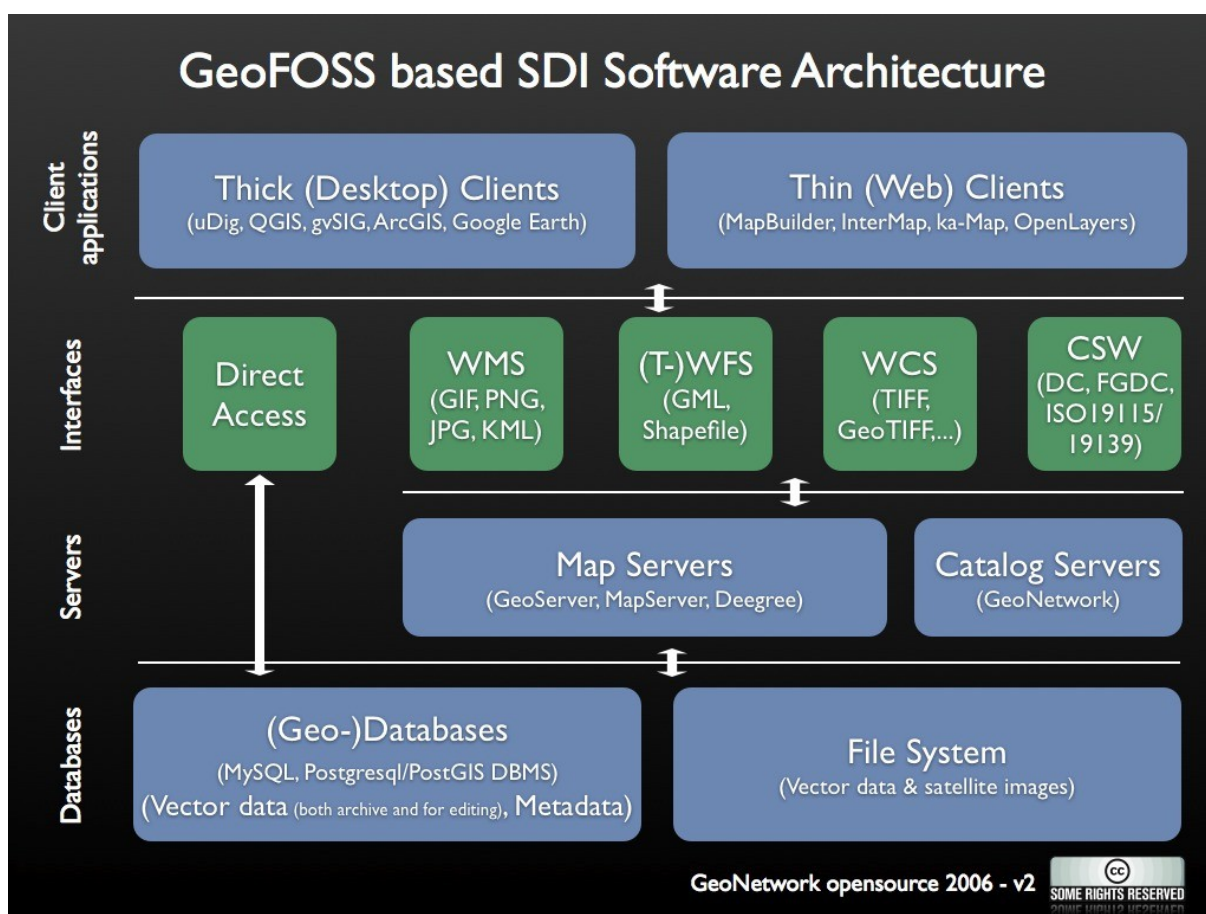 GeoFOSS based SDI Software Architecture
Client
applications
Thick (Desktop) Clients
(uDig, QGIS, gvSIG, ArcGIS, Google Earth)
Thin (Web) Clients
(MapBuilder, InterMap, ka-Map, OpenLayers)
Interfaces
Direct
Access
WMS
(GIF, PNG,
JPG, KML)
(T-)WFS
(GML,
Shapefile)
WCS
(TIFF,
GeoTIFF,...)
CSW
(DC, FGDC,
ISO19115/
19139)
Servers
Map Servers
(GeoServer, MapServer, Deegree)
Catalog Servers
(GeoNetwork)
Databases
(Geo-)Databases
(MySQL, Postgresql/PostGIS DBMS)
(Vector data (both archive and for editing), Metadata)
File System
(Vector data & satellite images)
GeoNetwork opensource 2006 - v2
cc
SOME RIGHTS RESERVED